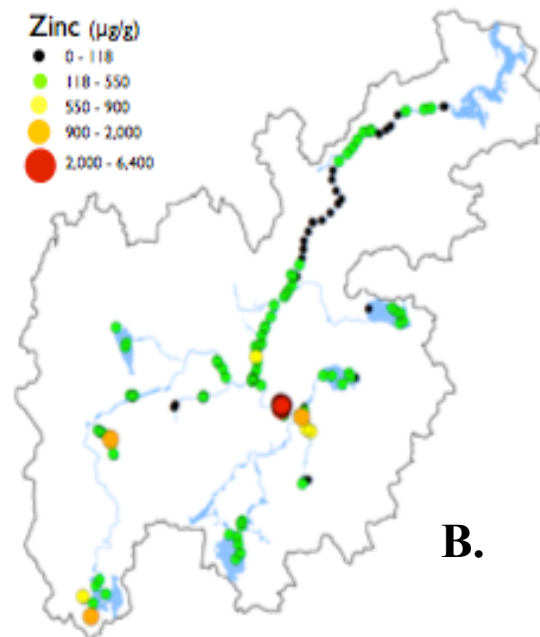 Zinc (µg/g)
0 - 118
118 - 550
550 - 900
900 - 2,000
2,000 - 6,400
B.